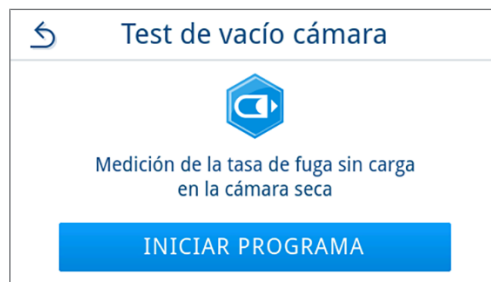 Test de vacío cámara
Medición de la tasa de fuga sin carga
en la cámara seca
INICIAR PROGRAMA